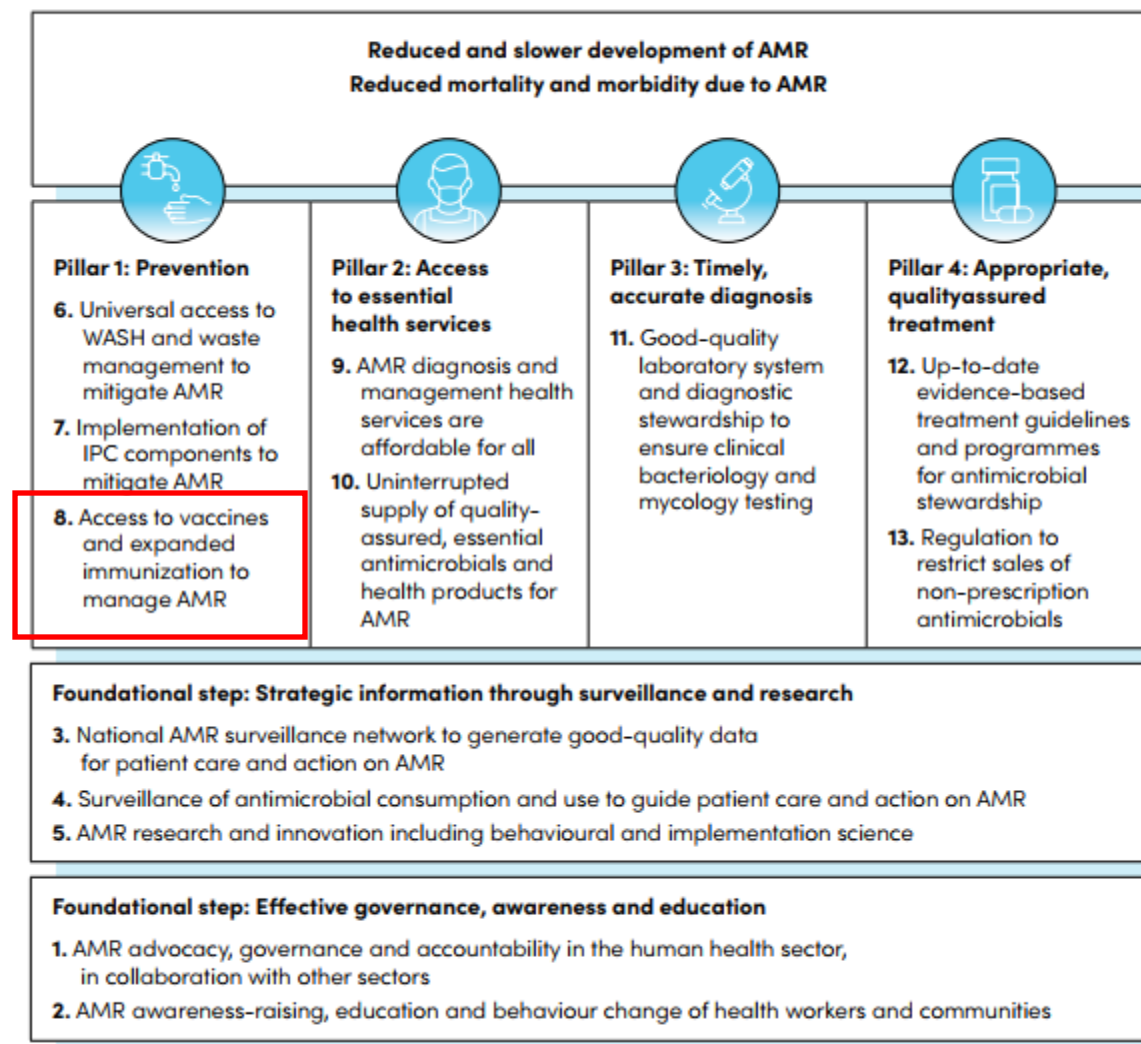 Reduced and slower development of AMR
Reduced mortality and morbidity due to AMR
Pillar 1: Prevention
6. Universal access to
WASH and waste
management to
mitigate AMR
7. Implementation of
IPC components to
mitigate AMR
8. Access to vaccines
and expanded
immunization to
manage AMR
Pillar 2: Access
to essential
health services
9. AMR diagnosis and
management health
services are
affordable for all
10. Uninterrupted
supply of quality-
assured, essential
antimicrobials and
health products for
AMR
Pillar 3: Timely,
accurate diagnosis
11. Good-quality
laboratory system
and diagnostic
stewardship to
ensure clinical
bacteriology and
mycology testing
Pillar 4: Appropriate,
qualityassured
treatment
12. Up-to-date
evidence-based
treatment guidelines
and programmes
for antimicrobial
stewardship
13. Regulation to
restrict sales of
non-prescription
antimicrobials
Foundational step: Strategic information through surveillance and research
3. National AMR surveillance network to generate good-quality data
for patient care and action on AMR
4. Surveillance of antimicrobial consumption and use to guide patient care and action on AMR
5. AMR research and innovation including behavioural and implementation science
Foundational step: Effective governance, awareness and education
1. AMR advocacy, governance and accountability in the human health sector,
in collaboration with other sectors
2. AMR awareness-raising, education and behaviour change of health workers and communities